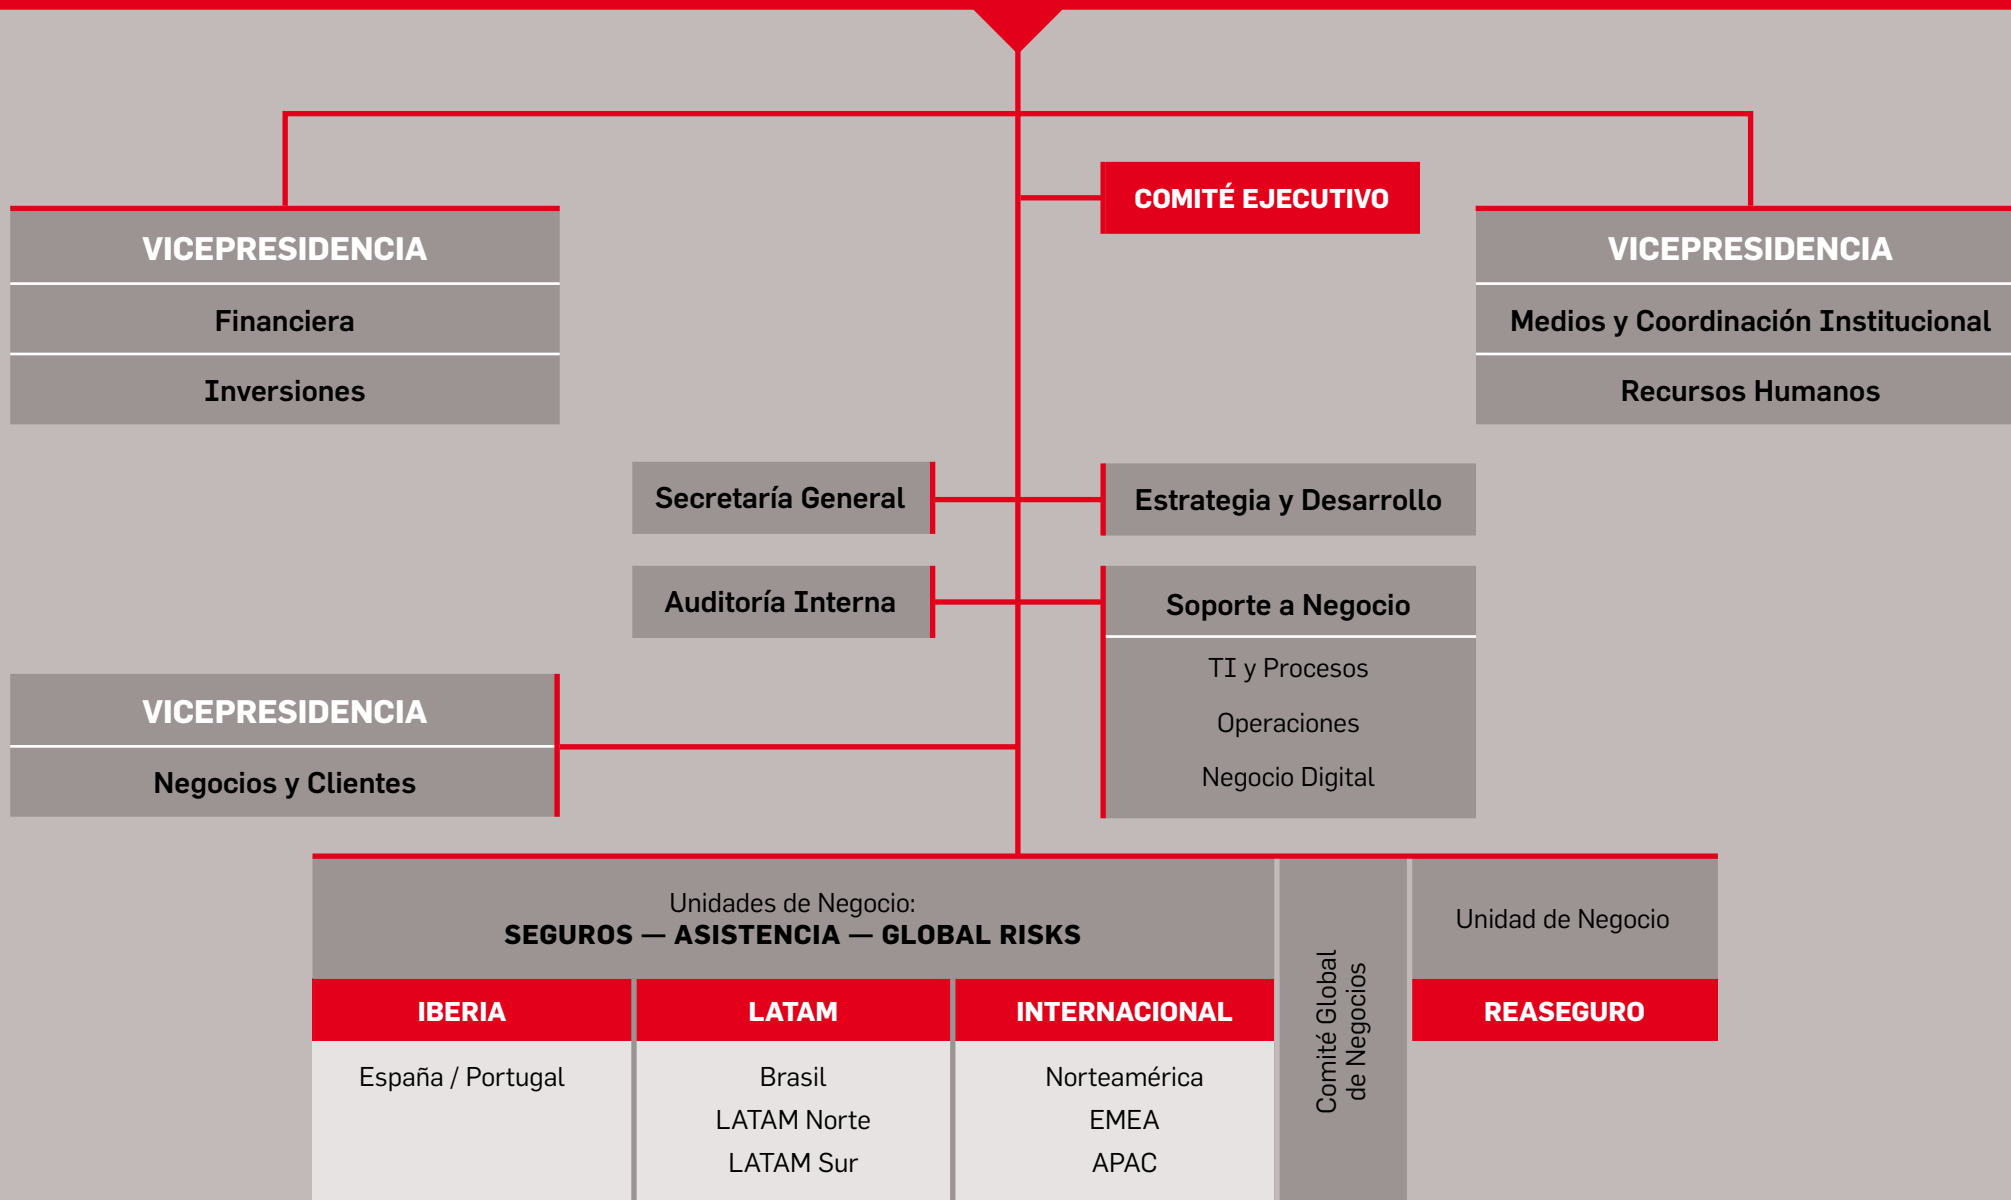 COMITÉ EJECUTIVO
VICEPRESIDENCIA
Financiera
Inversiones
VICEPRESIDENCIA
Medios y Coordinación Institucional
Recursos Humanos
Secretaría General
Estrategia y Desarrollo
Auditoría Interna
Soporte a Negocio
TI y Procesos
Operaciones
Negocio Digital
VICEPRESIDENCIA
Negocios y Clientes
Unidades de Negocio:
SEGUROS — ASISTENCIA — GLOBAL RISKS
IBERIA
España / Portugal
LATAM
Brasil
LATAM Norte
LATAM Sur
INTERNACIONAL
Norteamérica
EMEA
APAC
Comité Global
de Negocios
Unidad de Negocio
REASEGURO